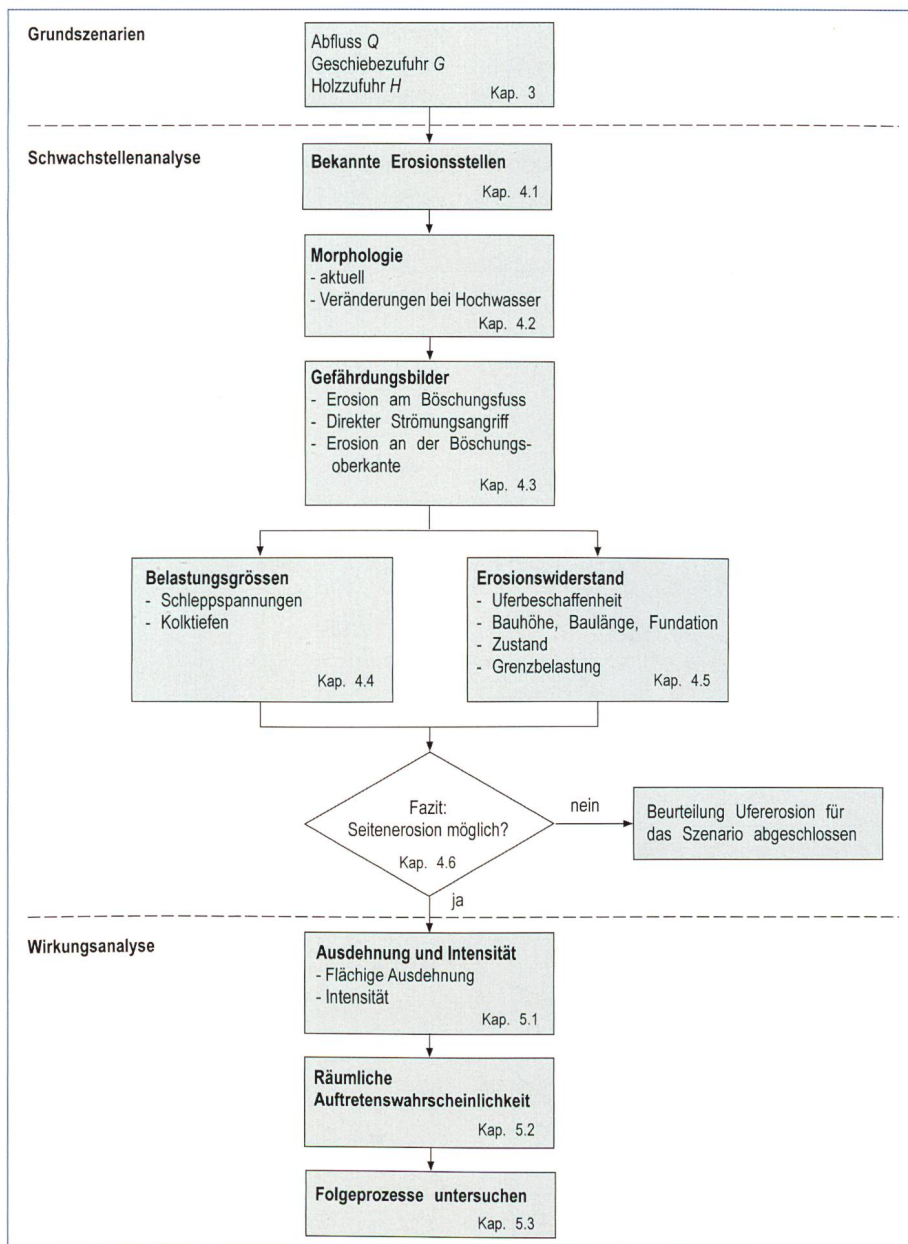 Grundszenarien
Abfluss Q
Geschiebezufuhr G
Holzzufuhr H
Kap. 3
Schwachstellenanalyse
Bekannte Erosionsstellen
Kap. 4.1
Morphologie
- aktuell
- Veränderungen bei Hochwasser
Kap. 4.2
Gefährdungsbilder
- Erosion am Böschungsfuss
- Direkter Strömungsangriff
- Erosion an der Böschungs-
oberkante
Kap. 4.3
Belastungsgrössen
- Schleppspannungen
- Kolktiefen
Kap. 4.4
Erosionswiderstand
- Uferbeschaffenheit
- Bauhöhe, Baulänge, Fundation
- Zustand
- Grenzbelastung
Kap. 4.5
Fazit:
Seitenerosion möglich?
Kap. 4.6
nein
Beurteilung Ufererosion für
das Szenario abgeschlossen
ja
Wirkungsanalyse
Ausdehnung und Intensität
- Flächige Ausdehnung
- Intensität
Kap. 5.1
Räumliche
Auftretenswahrscheinlichkeit
Kap. 5.2
Folgeprozesse untersuchen
Kap. 5.3